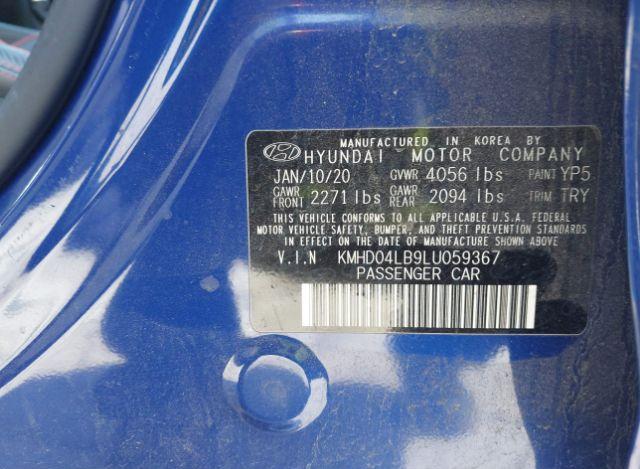 MANUFACTURED IN KOREA BY
HYUNDAI MOTOR COMPANY
JAN/10/20 GVWR 4056 lbs PAINT YP5
GAWR FRONT 2271 lbs GAWR REAR 2094 lbs TRIM TRY
THIS VEHICLE CONFORMS TO ALL APPLICABLE U.S.A. FEDERAL
MOTOR VEHICLE SAFETY, BUMPER, AND THEFT PREVENTION STANDARDS
IN EFFECT ON THE DATE OF MANUFACTURE SHOWN ABOVE.
V.I.N KMHD04LB9LU059367
PASSENGER CAR